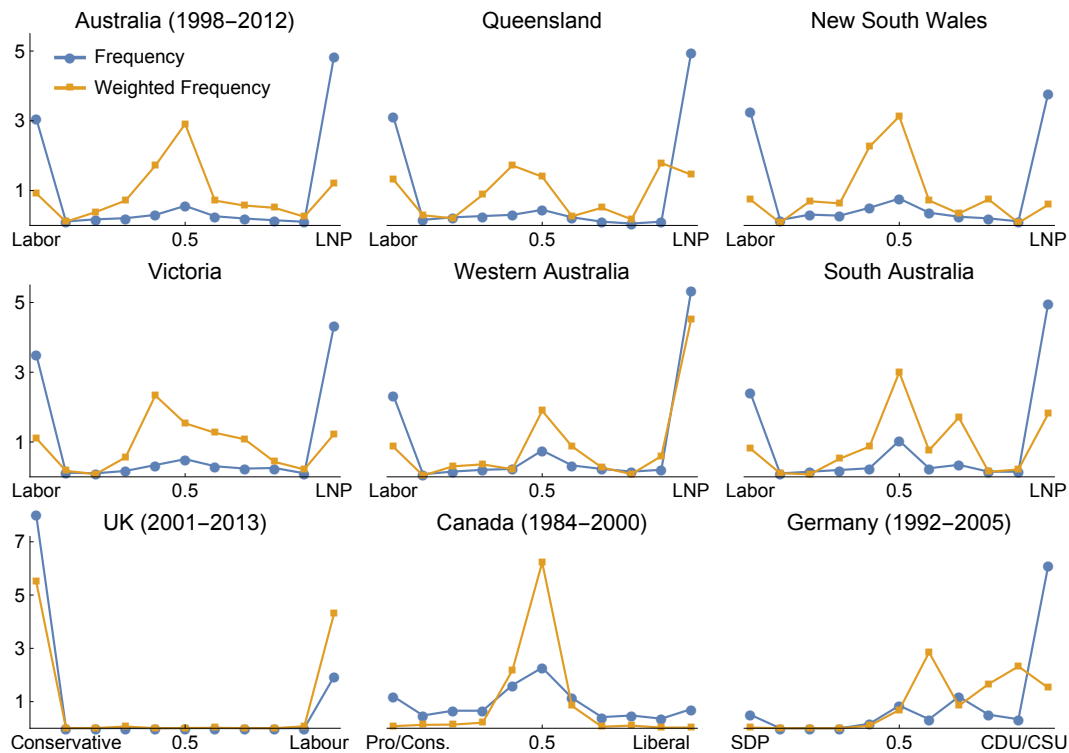 Australia (1998–2012) Queensland New South Wales
5
Frequency
Weighted Frequency
3
1
Labor 0.5 LNP Labor 0.5 LNP Labor 0.5 LNP
Victoria Western Australia South Australia
5
3
1
Labor 0.5 LNP Labor 0.5 LNP Labor 0.5 LNP
UK (2001–2013) Canada (1984–2000) Germany (1992–2005)
7
5
3
1
Conservative 0.5 Labour Pro/Cons. 0.5 Liberal SDP 0.5 CDU/CSU